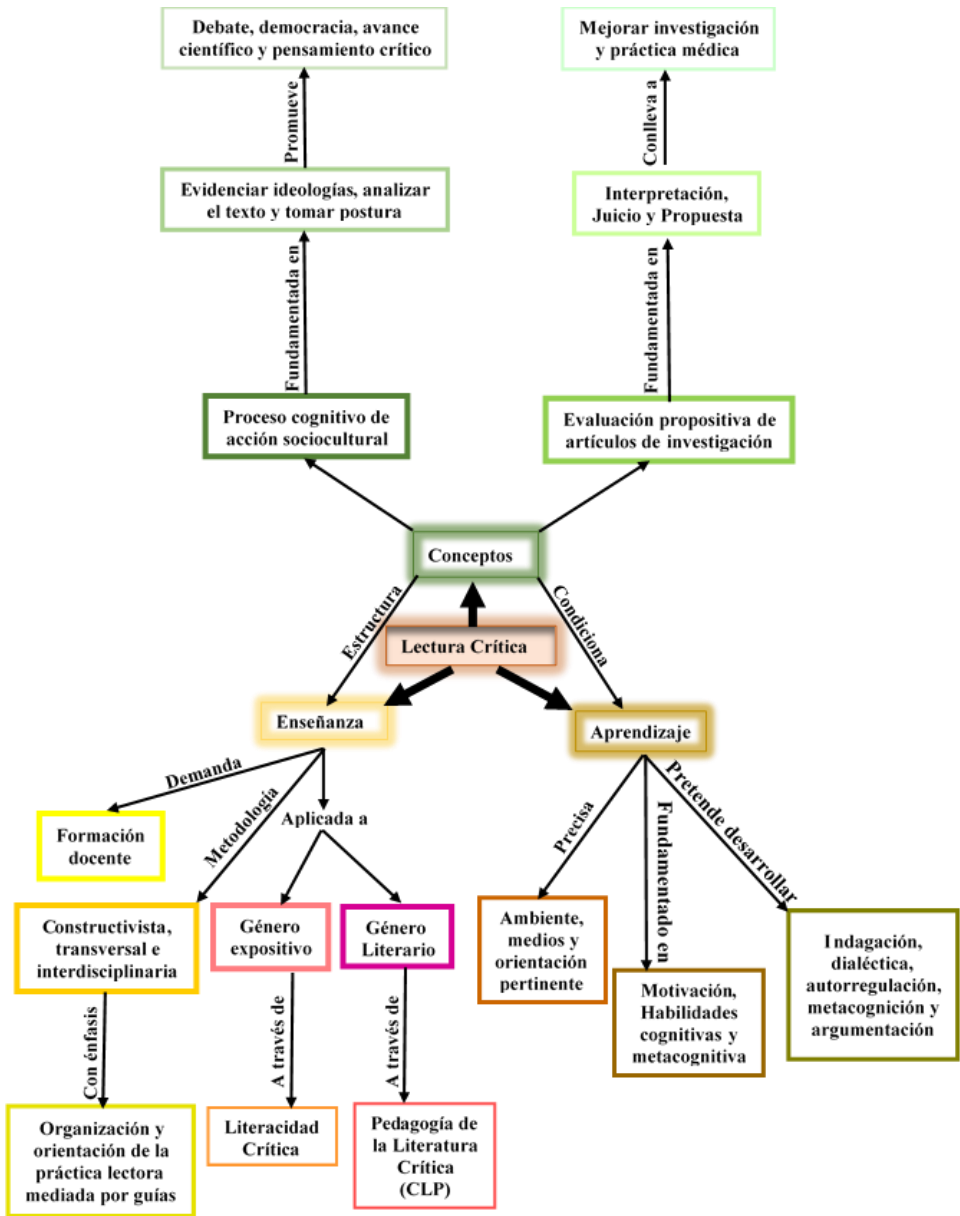 Debate, democracia, avance
científico y pensamiento crítico
Mejorar investigación
y práctica médica
Promueve
Conlleva a
Evidenciar ideologías, analizar
el texto y tomar postura
Interpretación,
Juicio y Propuesta
Fundamentada en
Fundamentada en
Proceso cognitivo de
acción sociocultural
Evaluación propositiva de
artículos de investigación
Conceptos
Estructura
Condiciona
Lectura Crítica
Enseñanza
Aprendizaje
Demanda
Metodología
Aplicada a
Precisa
Fundamentado en
Pretende desarrollar
Formación
docente
Constructivista,
transversal e
interdisciplinaria
Género
expositivo
Género
Literario
Ambiente,
medios y
orientación
pertinente
Motivación,
Habilidades
cognitivas y
metacognitiva
Indagación,
dialéctica,
autorregulación,
metacognición y
argumentación
Con énfasis
A través de
A través de
Organización y
orientación de la
práctica lectora
mediada por guías
Literacidad
Crítica
Pedagogía de
la Literatura
Crítica
(CLP)